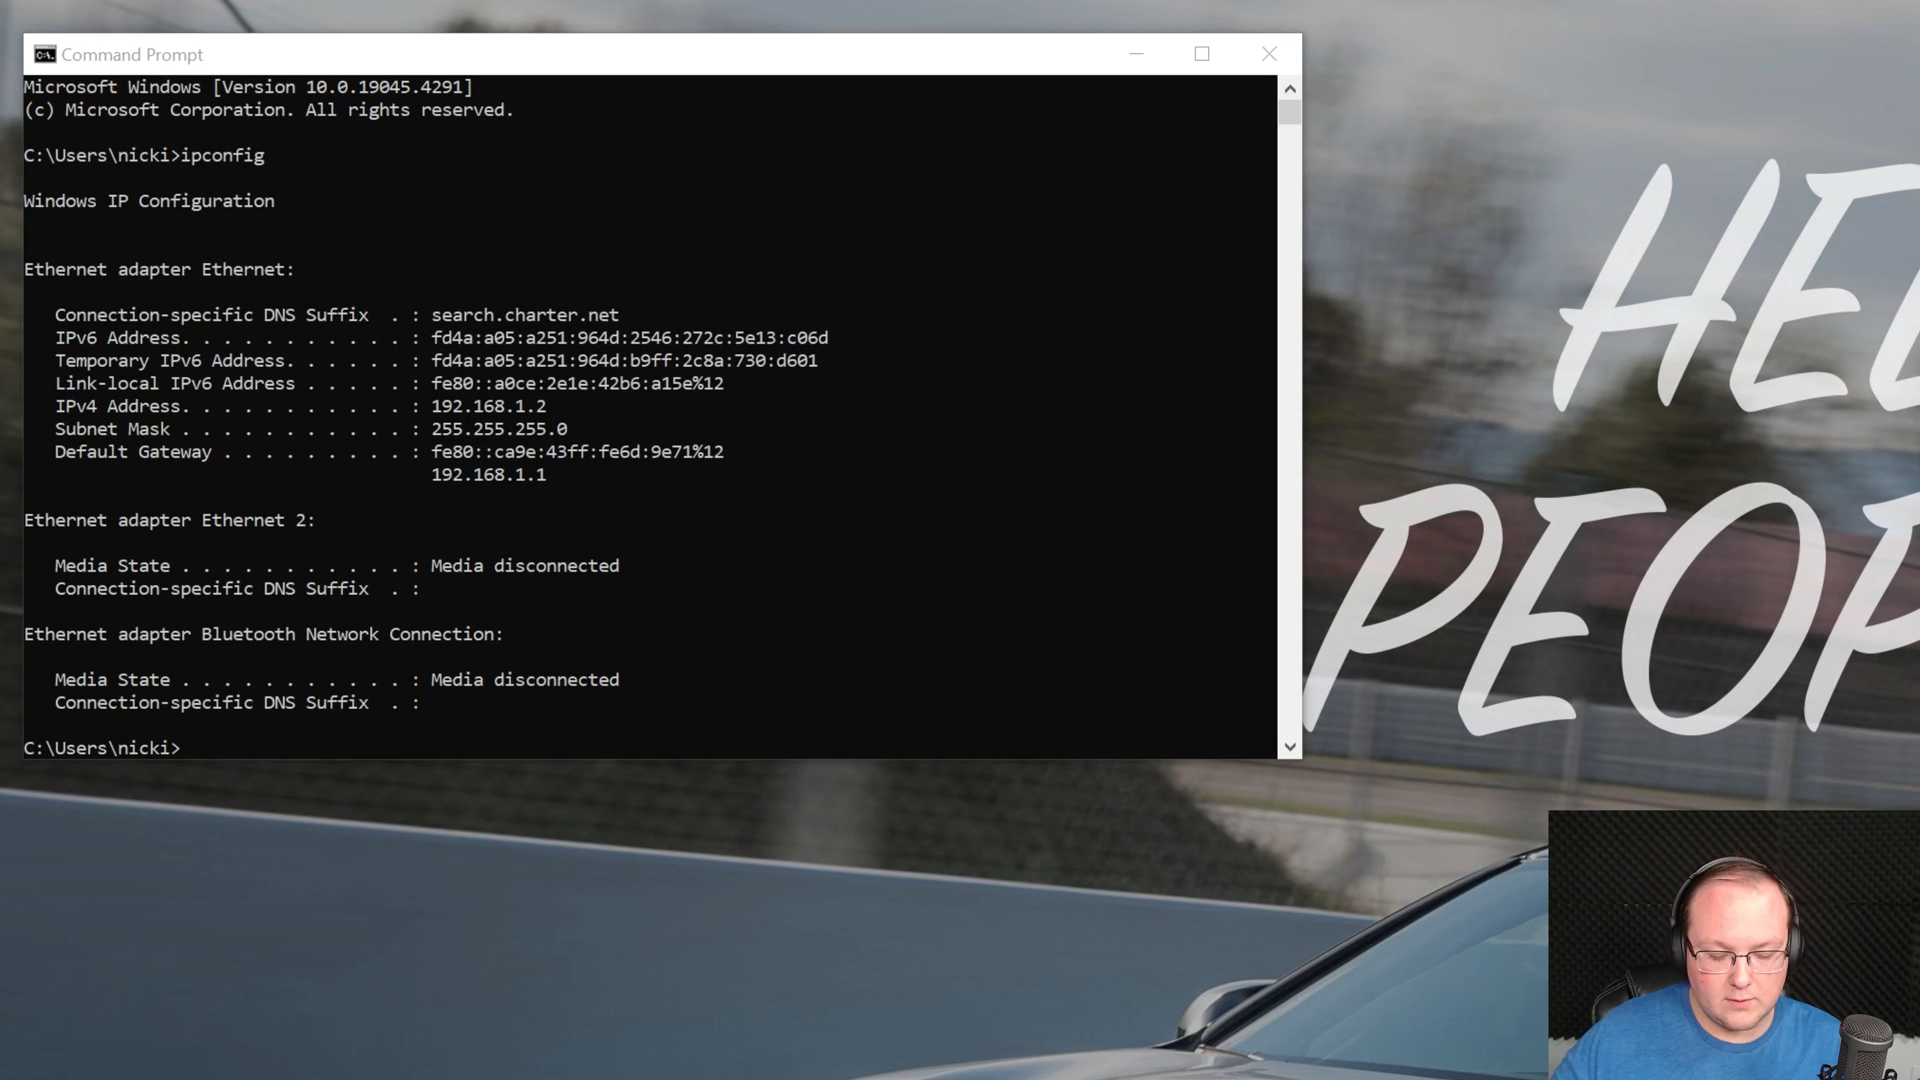 Command Prompt
Microsoft Windows [Version 10.0.19045.4291]
(c) Microsoft Corporation. All rights reserved.
C:\Users\nicki>ipconfig
Windows IP Configuration
Ethernet adapter Ethernet:
Connection-specific DNS Suffix  . : search.charter.net
IPv6 Address. . . . . . . . . . . : fd4a:a05:a251:964d:2546:272c:5e13:c06d
Temporary IPv6 Address. . . . . . : fd4a:a05:a251:964d:b9ff:2c8a:730:d601
Link-local IPv6 Address . . . . . : fe80::a0ce:2e1e:42b6:a15e%12
IPv4 Address. . . . . . . . . . . : 192.168.1.2
Subnet Mask . . . . . . . . . . . : 255.255.255.0
Default Gateway . . . . . . . . . : fe80::ca9e:43ff:fe6d:9e71%12
192.168.1.1
Ethernet adapter Ethernet 2:
Media State . . . . . . . . . . . : Media disconnected
Connection-specific DNS Suffix  . :
Ethernet adapter Bluetooth Network Connection:
Media State . . . . . . . . . . . : Media disconnected
Connection-specific DNS Suffix  . :
C:\Users\nicki>